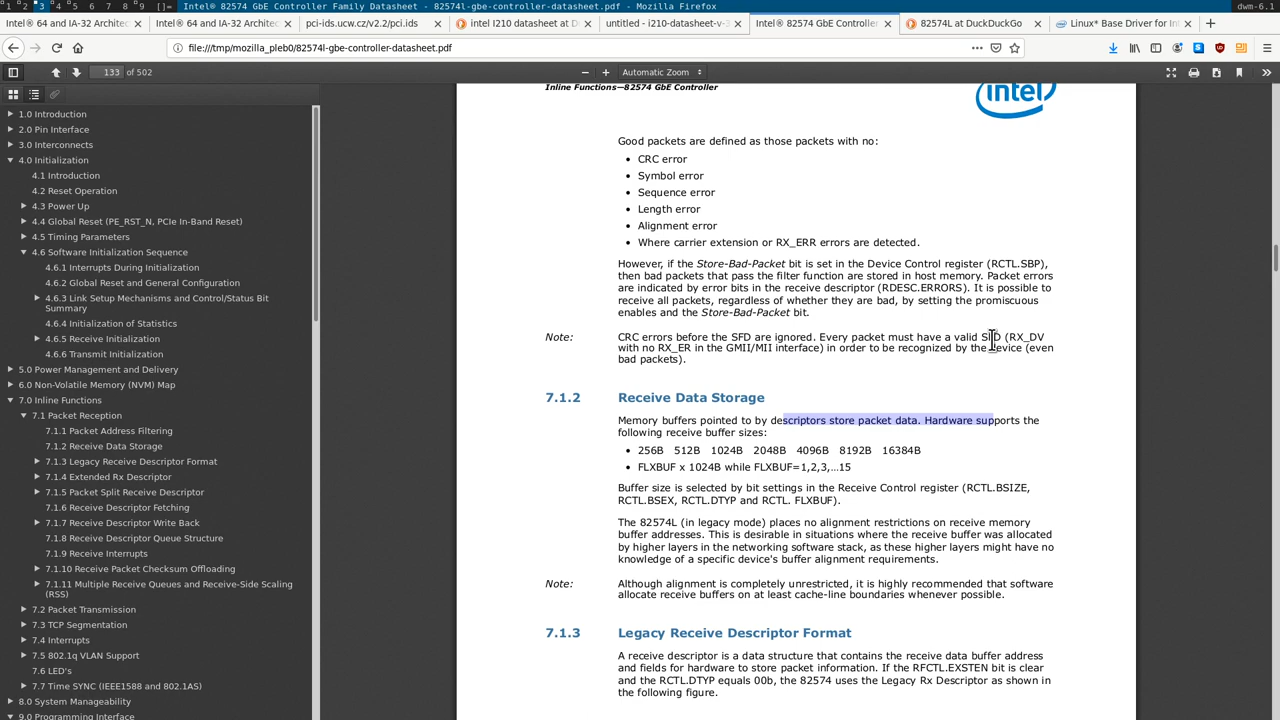 1 2 3 4 5 6 7 8 9 []= Intel® 82574 GbE Controller Family Datasheet - 82574l-gbe-controller-datasheet.pdf - Mozilla Firefox dwm-6.1
Intel® 64 and IA-32 Architec × Intel® 64 and IA-32 Architec × pci-ids.ucw.cz/v2.2/pci.ids × intel I210 datasheet at D × untitled - i210-datasheet-v-3 × Intel® 82574 GbE Controlle × 82574L at DuckDuckGo × Linux* Base Driver for In × +
file:///tmp/mozilla_pleb0/82574l-gbe-controller-datasheet.pdf
133 of 502 Automatic Zoom
1.0 Introduction
2.0 Pin Interface
3.0 Interconnects
4.0 Initialization
4.1 Introduction
4.2 Reset Operation
4.3 Power Up
4.4 Global Reset (PE_RST_N, PCIe In-Band Reset)
4.5 Timing Parameters
4.6 Software Initialization Sequence
4.6.1 Interrupts During Initialization
4.6.2 Global Reset and General Configuration
4.6.3 Link Setup Mechanisms and Control/Status Bit
Summary
4.6.4 Initialization of Statistics
4.6.5 Receive Initialization
4.6.6 Transmit Initialization
5.0 Power Management and Delivery
6.0 Non-Volatile Memory (NVM) Map
7.0 Inline Functions
7.1 Packet Reception
7.1.1 Packet Address Filtering
7.1.2 Receive Data Storage
7.1.3 Legacy Receive Descriptor Format
7.1.4 Extended Rx Descriptor
7.1.5 Packet Split Receive Descriptor
7.1.6 Receive Descriptor Fetching
7.1.7 Receive Descriptor Write Back
7.1.8 Receive Descriptor Queue Structure
7.1.9 Receive Interrupts
7.1.10 Receive Packet Checksum Offloading
7.1.11 Multiple Receive Queues and Receive-Side Scaling
(RSS)
7.2 Packet Transmission
7.3 TCP Segmentation
7.4 Interrupts
7.5 802.1q VLAN Support
7.6 LED's
7.7 Time SYNC (IEEE1588 and 802.1AS)
8.0 System Manageability
9.0 Programming Interface
Inline Functions—82574 GbE Controller
intel
Good packets are defined as those packets with no:
• CRC error
• Symbol error
• Sequence error
• Length error
• Alignment error
• Where carrier extension or RX_ERR errors are detected.
However, if the Store-Bad-Packet bit is set in the Device Control register (RCTL.SBP),
then bad packets that pass the filter function are stored in host memory. Packet errors
are indicated by error bits in the receive descriptor (RDESC.ERRORS). It is possible to
receive all packets, regardless of whether they are bad, by setting the promiscuous
enables and the Store-Bad-Packet bit.
Note: CRC errors before the SFD are ignored. Every packet must have a valid SFD (RX_DV
with no RX_ER in the GMII/MII interface) in order to be recognized by the device (even
bad packets).
7.1.2 Receive Data Storage
Memory buffers pointed to by descriptors store packet data. Hardware supports the
following receive buffer sizes:
• 256B 512B 1024B 2048B 4096B 8192B 16384B
• FLXBUF x 1024B while FLXBUF=1,2,3,...15
Buffer size is selected by bit settings in the Receive Control register (RCTL.BSIZE,
RCTL.BSEX, RCTL.DTYP and RCTL. FLXBUF).
The 82574L (in legacy mode) places no alignment restrictions on receive memory
buffer addresses. This is desirable in situations where the receive buffer was allocated
by higher layers in the networking software stack, as these higher layers might have no
knowledge of a specific device's buffer alignment requirements.
Note: Although alignment is completely unrestricted, it is highly recommended that software
allocate receive buffers on at least cache-line boundaries whenever possible.
7.1.3 Legacy Receive Descriptor Format
A receive descriptor is a data structure that contains the receive data buffer address
and fields for hardware to store packet information. If the RFCTL.EXSTEN bit is clear
and the RCTL.DTYP equals 00b, the 82574 uses the Legacy Rx Descriptor as shown in
the following figure.